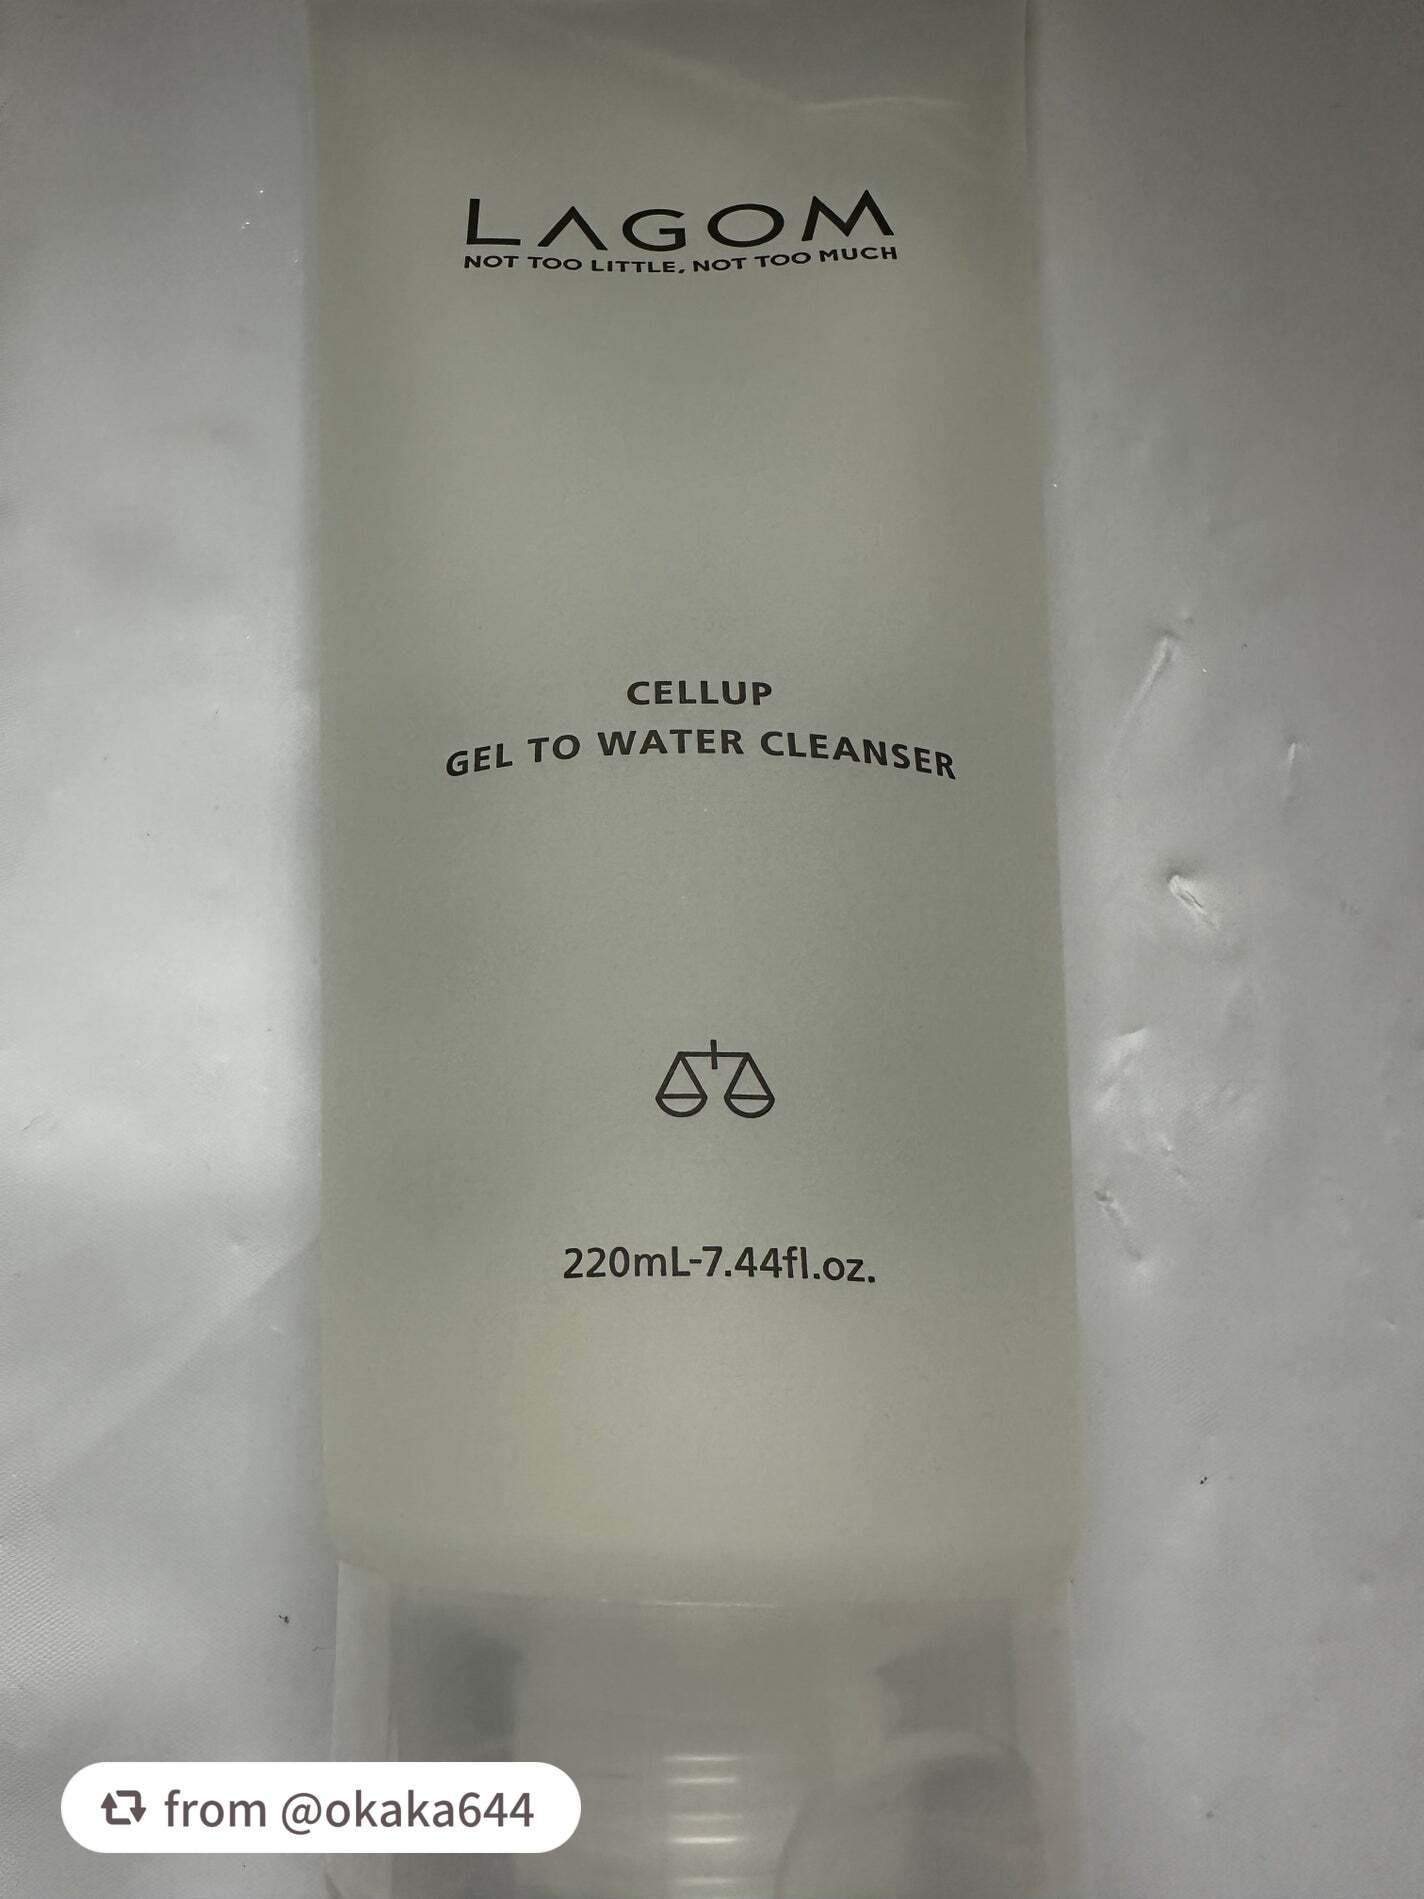 LAGOM
NOT TOO LITTLE, NOT TOO MUCH
CELLUP
GEL TO WATER CLEANSER
220mL-7.44fl.oz.
from @okaka644